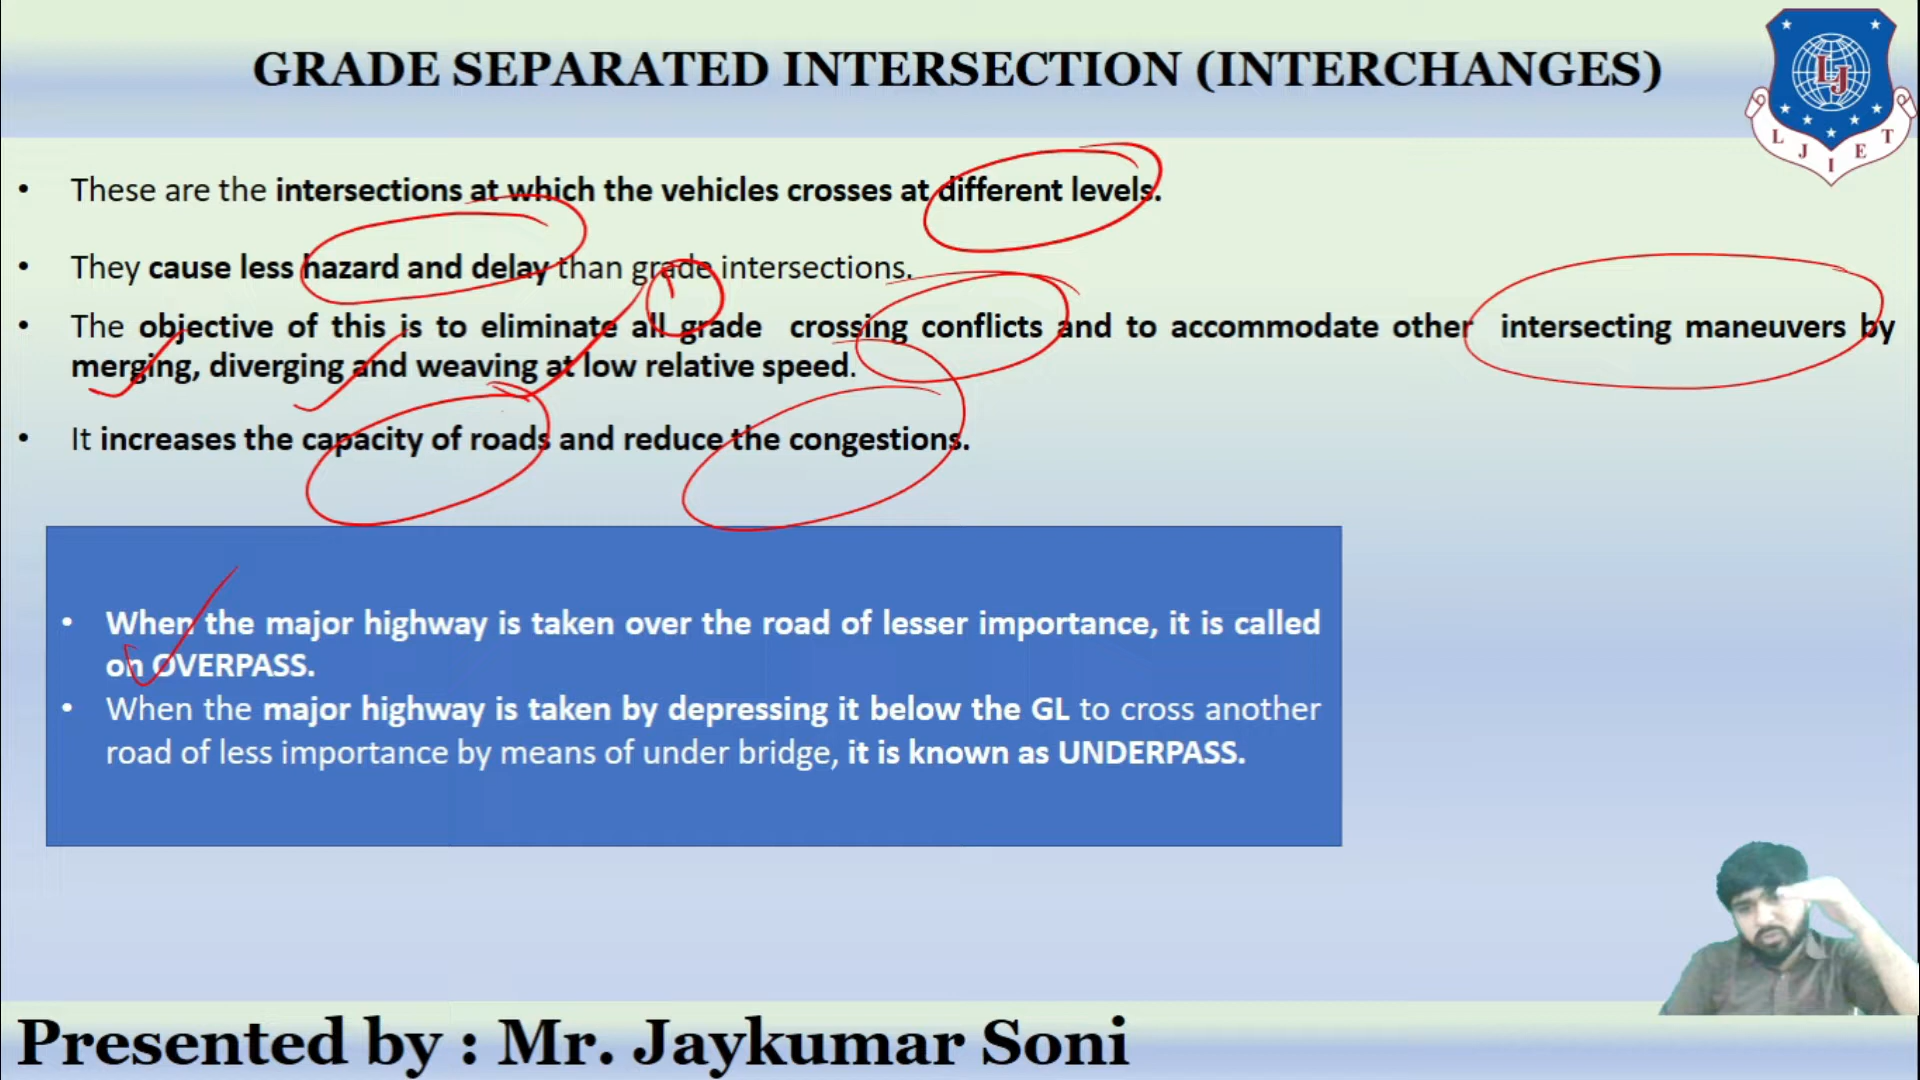 GRADE SEPARATED INTERSECTION (INTERCHANGES)
LJ
L J I E T
• These are the intersections at which the vehicles crosses at different levels.
• They cause less hazard and delay than grade intersections.
• The objective of this is to eliminate all grade crossing conflicts and to accommodate other intersecting maneuvers by
merging, diverging and weaving at low relative speed.
• It increases the capacity of roads and reduce the congestions.
• When the major highway is taken over the road of lesser importance, it is called
on OVERPASS.
• When the major highway is taken by depressing it below the GL to cross another
road of less importance by means of under bridge, it is known as UNDERPASS.
Presented by : Mr. Jaykumar Soni